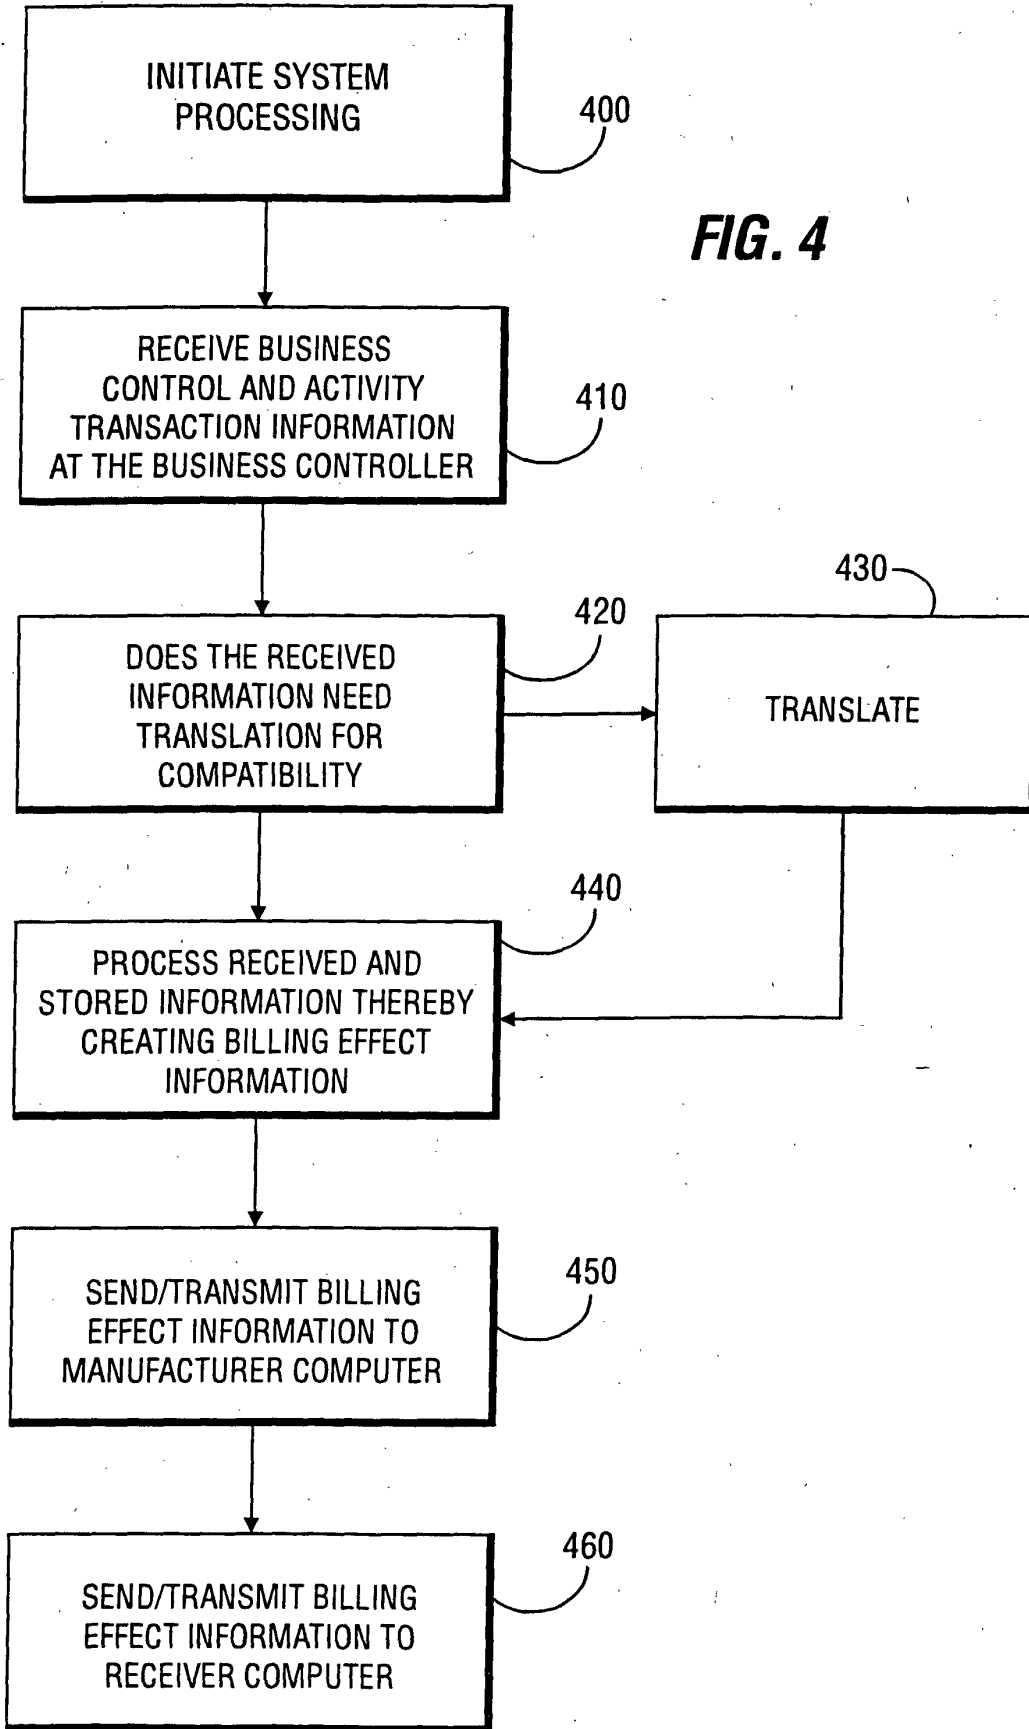 INITIATE SYSTEM
PROCESSING
400
FIG. 4
RECEIVE BUSINESS
CONTROL AND ACTIVITY
TRANSACTION INFORMATION
AT THE BUSINESS CONTROLLER
410
DOES THE RECEIVED
INFORMATION NEED
TRANSLATION FOR
COMPATIBILITY
420
430
TRANSLATE
PROCESS RECEIVED AND
STORED INFORMATION THEREBY
CREATING BILLING EFFECT
INFORMATION
440
SEND/TRANSMIT BILLING
EFFECT INFORMATION TO
MANUFACTURER COMPUTER
450
SEND/TRANSMIT BILLING
EFFECT INFORMATION TO
RECEIVER COMPUTER
460